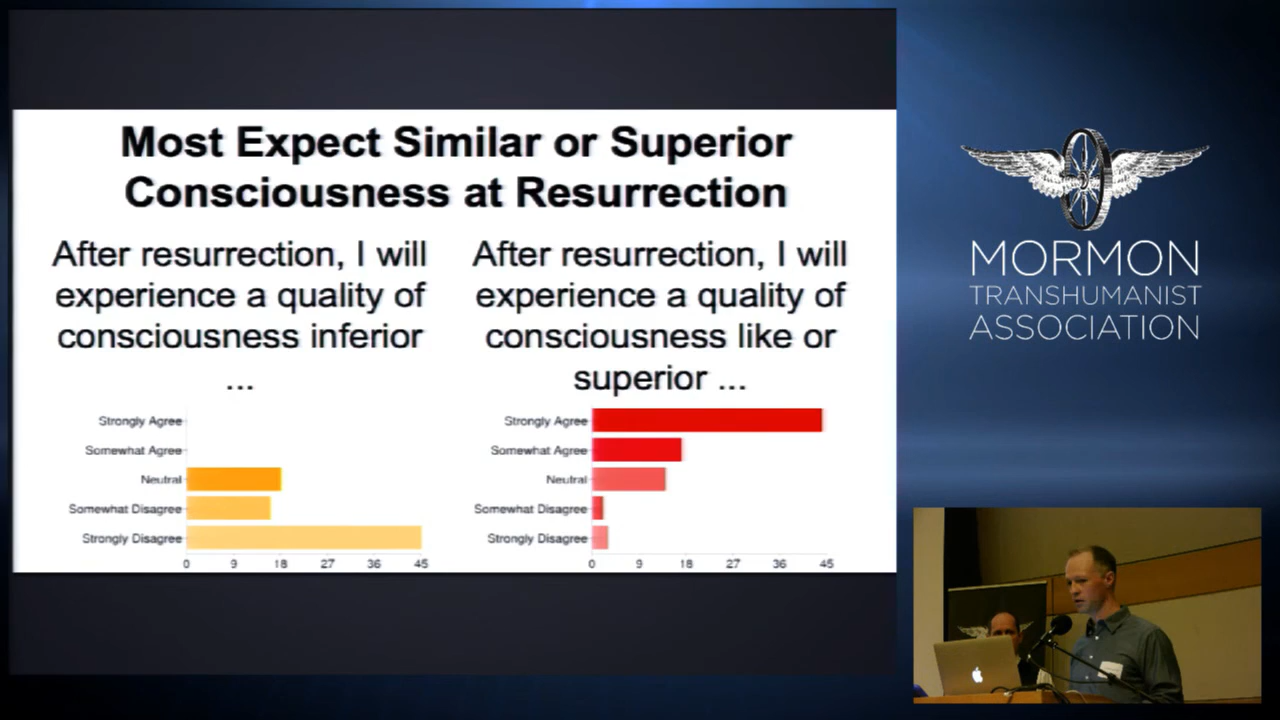 Most Expect Similar or Superior
Consciousness at Resurrection
After resurrection, I will
experience a quality of
consciousness inferior
...
Strongly Agree
Somewhat Agree
Neutral
Somewhat Disagree
Strongly Disagree
0 9 18 27 36 45
After resurrection, I will
experience a quality of
consciousness like or
superior ...
Strongly Agree
Somewhat Agree
Neutral
Somewhat Disagree
Strongly Disagree
0 9 18 27 36 45
MORMON
TRANSHUMANIST
ASSOCIATION